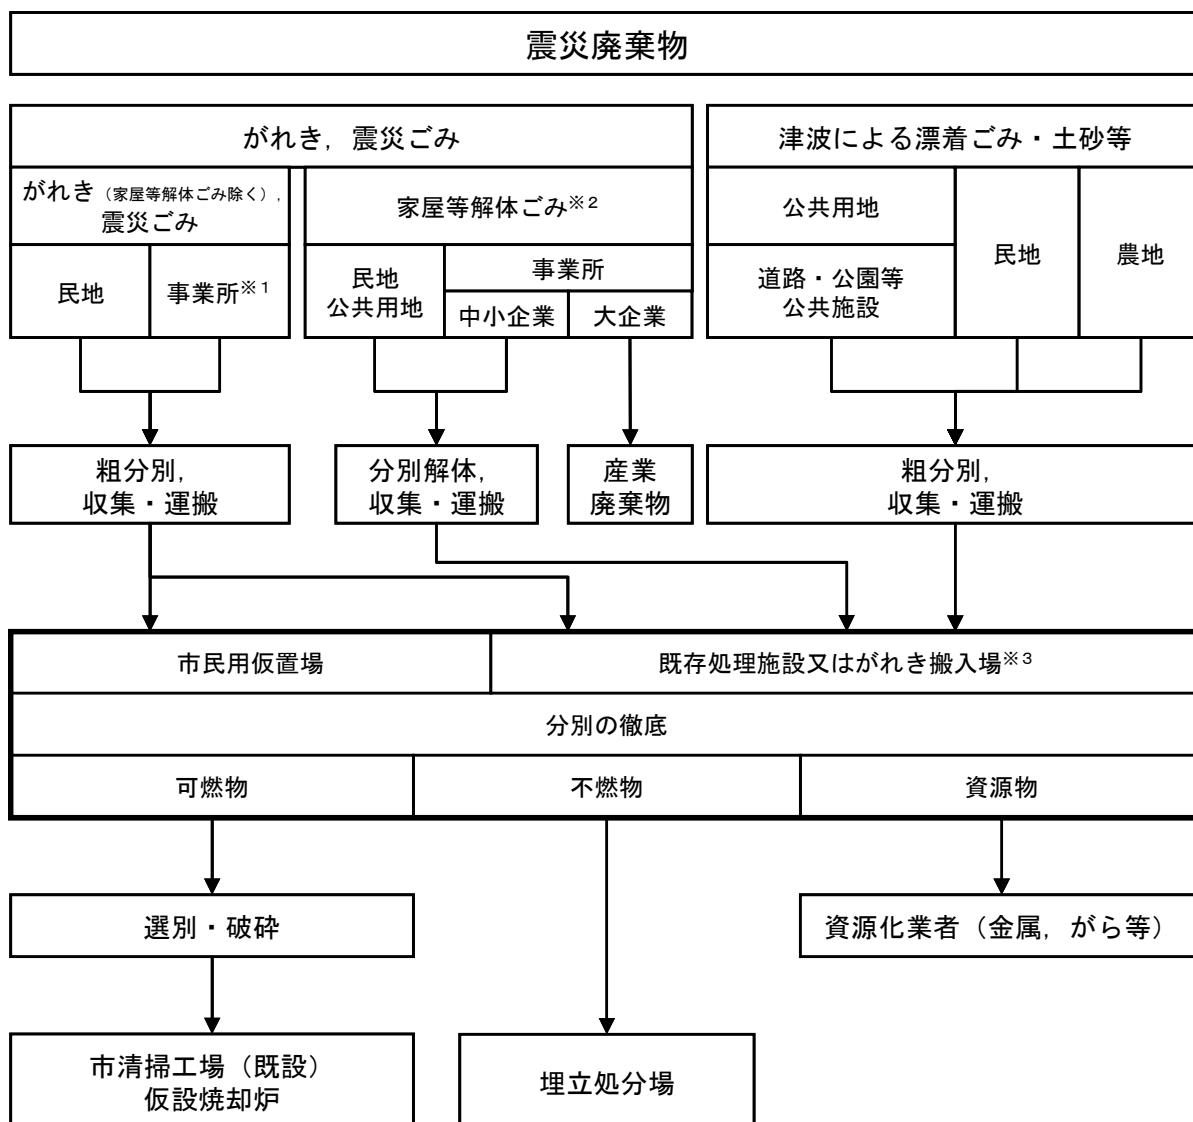 震災廃棄物
がれき，震災ごみ
津波による漂着ごみ・土砂等
がれき（家屋等解体ごみ除く），
震災ごみ
家屋等解体ごみ※2
公共用地
民地
農地
民地
事業所※1
民地
公共用地
事業所
中小企業
大企業
道路・公園等
公共施設
粗分別，
収集・運搬
分別解体，
収集・運搬
産業
廃棄物
粗分別，
収集・運搬
市民用仮置場
既存処理施設又はがれき搬入場※3
分別の徹底
可燃物
不燃物
資源物
選別・破砕
資源化業者（金属，がら等）
市清掃工場（既設）
仮設焼却炉
埋立処分場